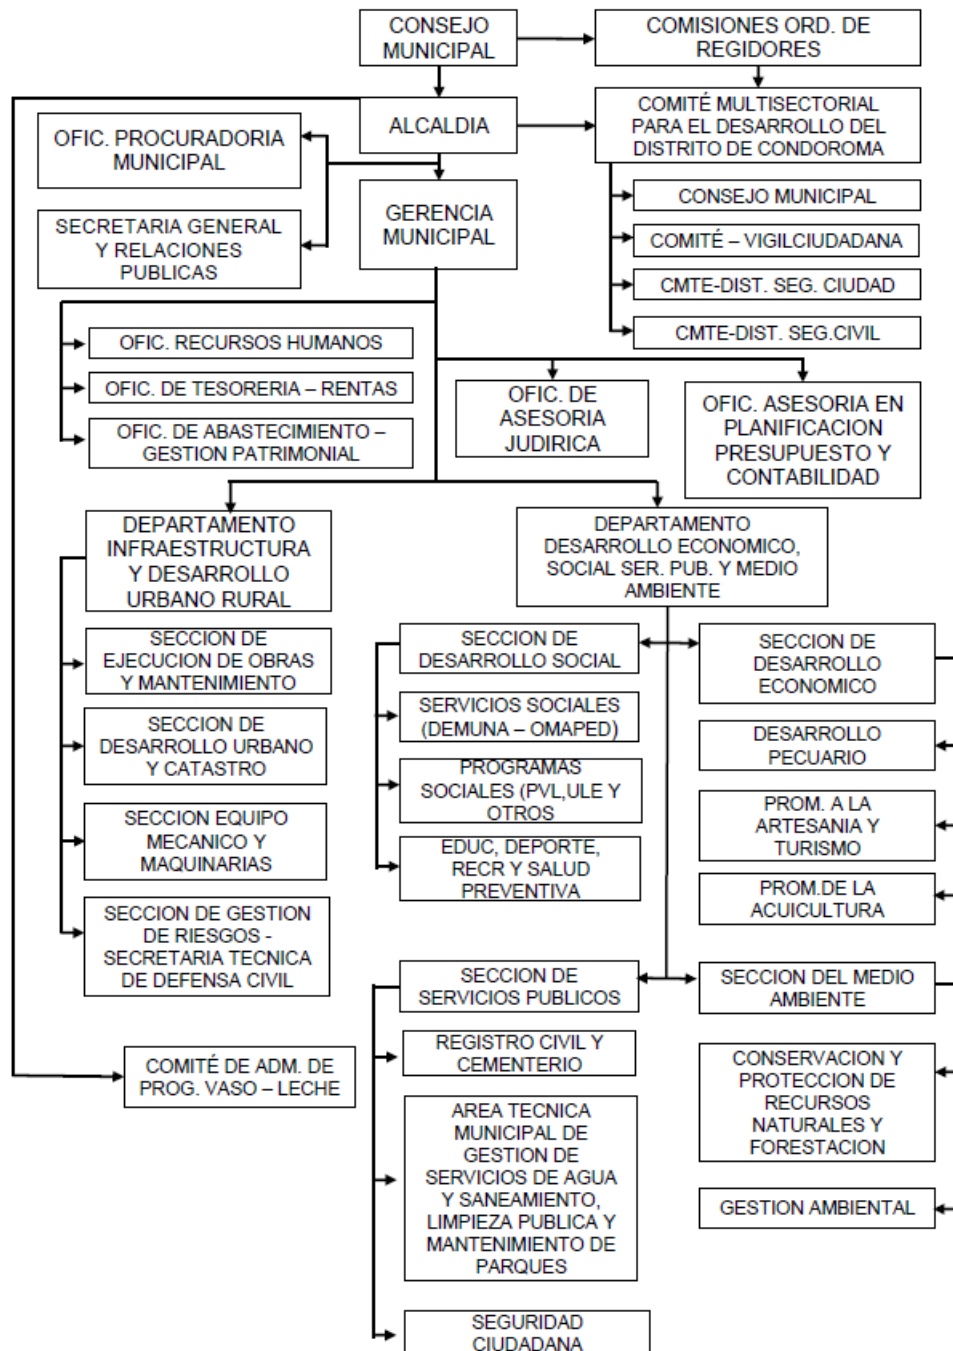 CONSEJO
MUNICIPAL
COMISIONES ORD. DE
REGIDORES
ALCALDIA
COMITÉ MULTISECTORIAL
PARA EL DESARROLLO DEL
DISTRITO DE CONDOROMA
OFIC. PROCURADORIA
MUNICIPAL
SECRETARIA GENERAL
Y RELACIONES
PUBLICAS
GERENCIA
MUNICIPAL
CONSEJO MUNICIPAL
COMITÉ – VIGILCIUDADANA
CMTE-DIST. SEG. CIUDAD
CMTE-DIST. SEG.CIVIL
OFIC. RECURSOS HUMANOS
OFIC. DE TESORERIA – RENTAS
OFIC. DE ABASTECIMIENTO –
GESTION PATRIMONIAL
OFIC. DE
ASESORIA
JUDIRICA
OFIC. ASESORIA EN
PLANIFICACION
PRESUPUESTO Y
CONTABILIDAD
DEPARTAMENTO
INFRAESTRUCTURA
Y DESARROLLO
URBANO RURAL
DEPARTAMENTO
DESARROLLO ECONOMICO,
SOCIAL SER. PUB. Y MEDIO
AMBIENTE
SECCION DE
EJECUCION DE OBRAS
Y MANTENIMIENTO
SECCION DE
DESARROLLO URBANO
Y CATASTRO
SECCION EQUIPO
MECANICO Y
MAQUINARIAS
SECCION DE GESTION
DE RIESGOS -
SECRETARIA TECNICA
DE DEFENSA CIVIL
COMITÉ DE ADM. DE
PROG. VASO – LECHE
SECCION DE
DESARROLLO SOCIAL
SERVICIOS SOCIALES
(DEMUNA – OMAPED)
PROGRAMAS
SOCIALES (PVL,ULE Y
OTROS
EDUC, DEPORTE,
RECR Y SALUD
PREVENTIVA
SECCION DE
DESARROLLO
ECONOMICO
DESARROLLO
PECUARIO
PROM. A LA
ARTESANIA Y
TURISMO
PROM.DE LA
ACUICULTURA
SECCION DE
SERVICIOS PUBLICOS
REGISTRO CIVIL Y
CEMENTERIO
AREA TECNICA
MUNICIPAL DE
GESTION DE
SERVICIOS DE AGUA
Y SANEAMIENTO,
LIMPIEZA PUBLICA Y
MANTENIMIENTO DE
PARQUES
SEGURIDAD
CIUDADANA
SECCION DEL MEDIO
AMBIENTE
CONSERVACION Y
PROTECCION DE
RECURSOS
NATURALES Y
FORESTACION
GESTION AMBIENTAL